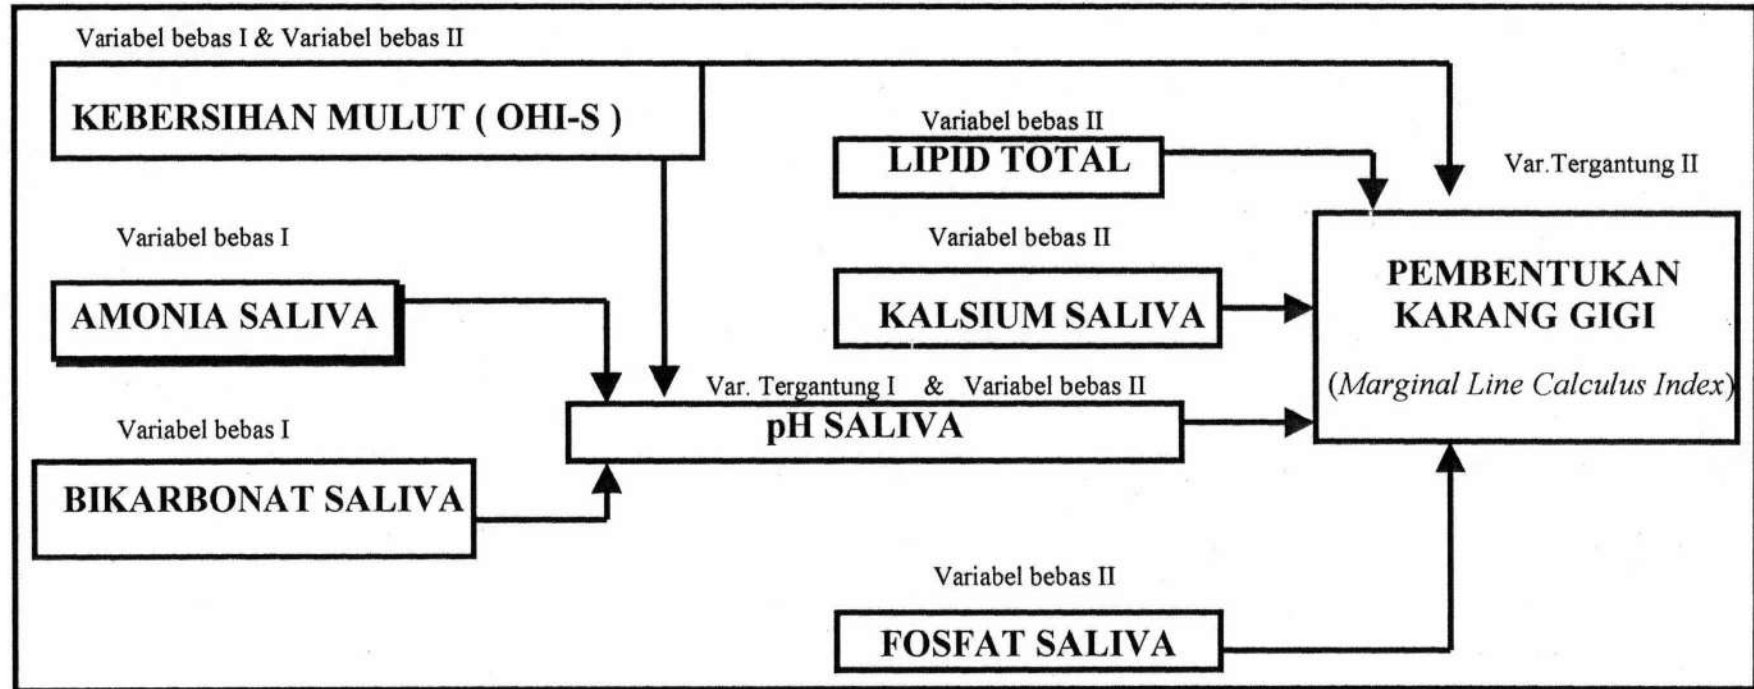 Variabel bebas I & Variabel bebas II
KEBERSIHAN MULUT ( OHI-S )
Variabel bebas II
LIPID TOTAL
Var.Tergantung II
Variabel bebas I
AMONIA SALIVA
Variabel bebas II
KALSIUM SALIVA
PEMBENTUKAN
KARANG GIGI
(Marginal Line Calculus Index)
Var. Tergantung I & Variabel bebas II
pH SALIVA
Variabel bebas I
BIKARBONAT SALIVA
Variabel bebas II
FOSFAT SALIVA